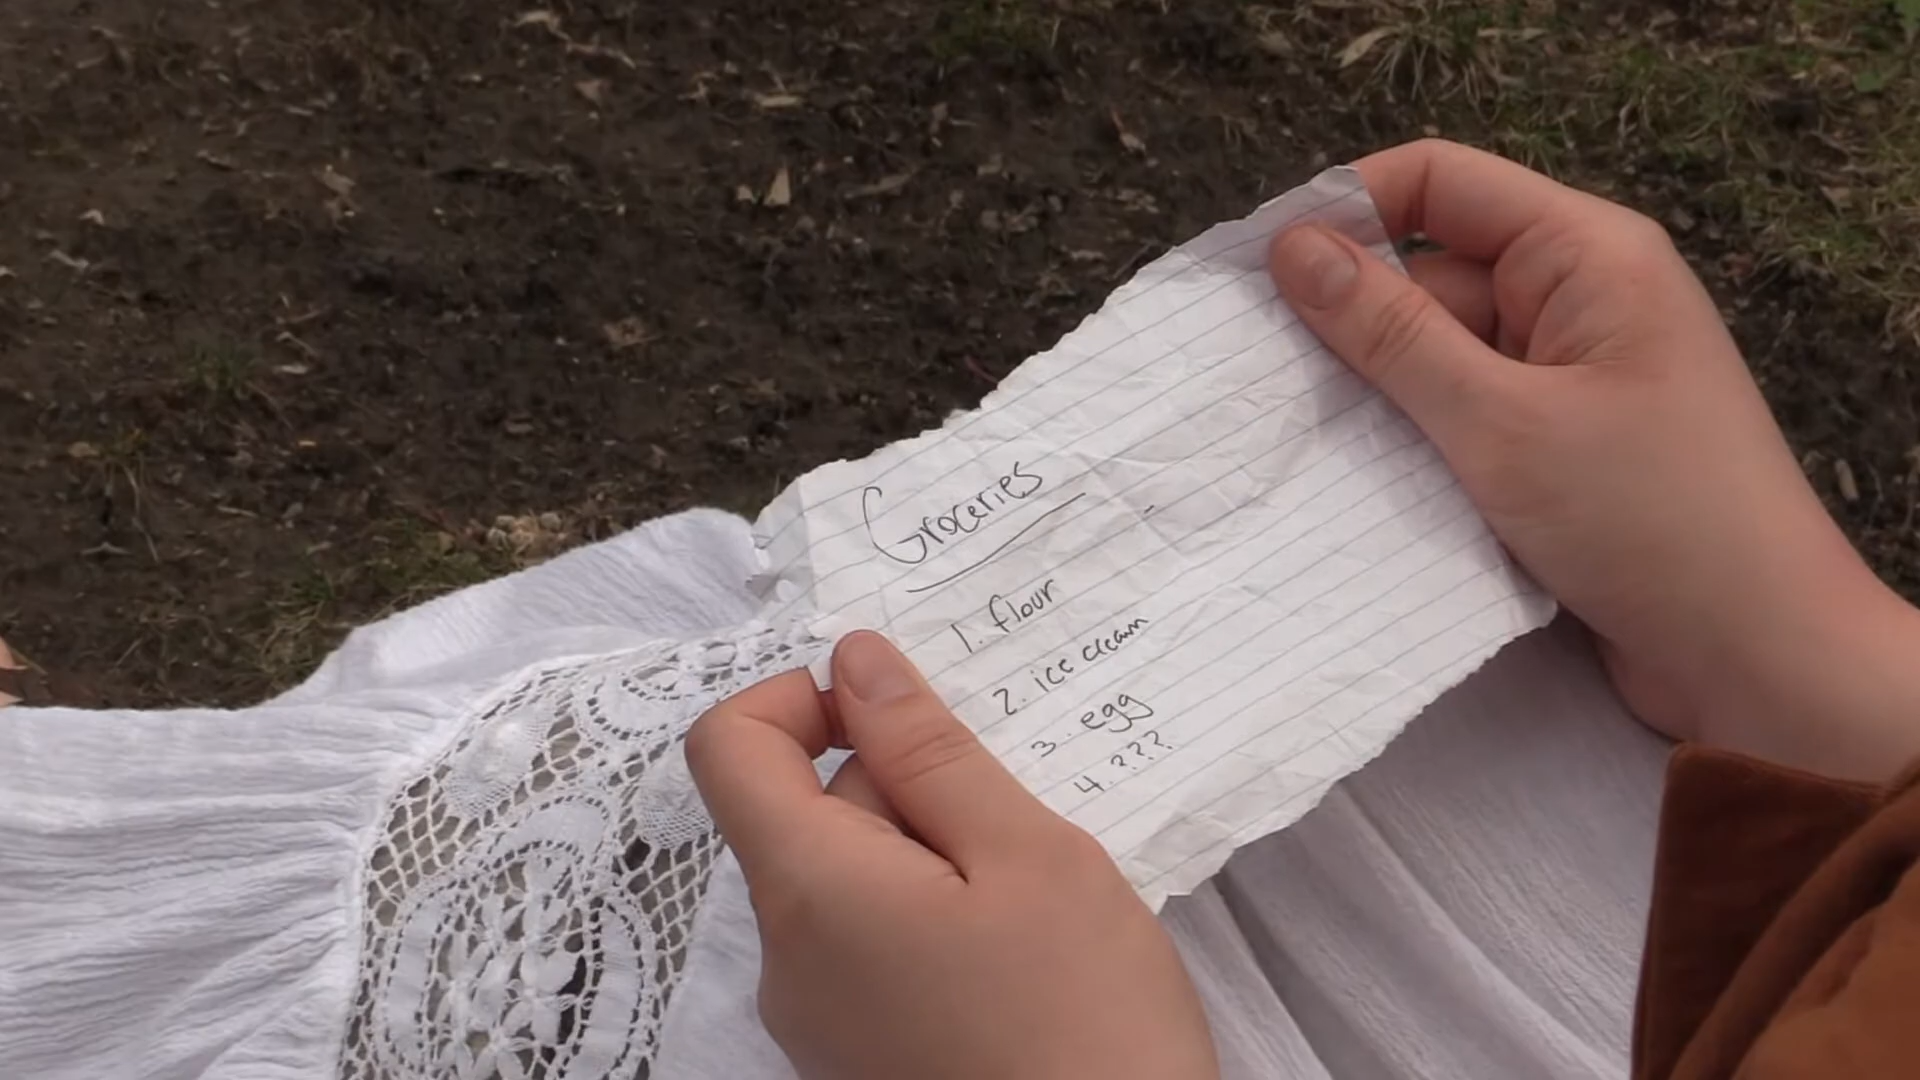 Groceries
1. flour
2. ice cream
3. egg
4. ???